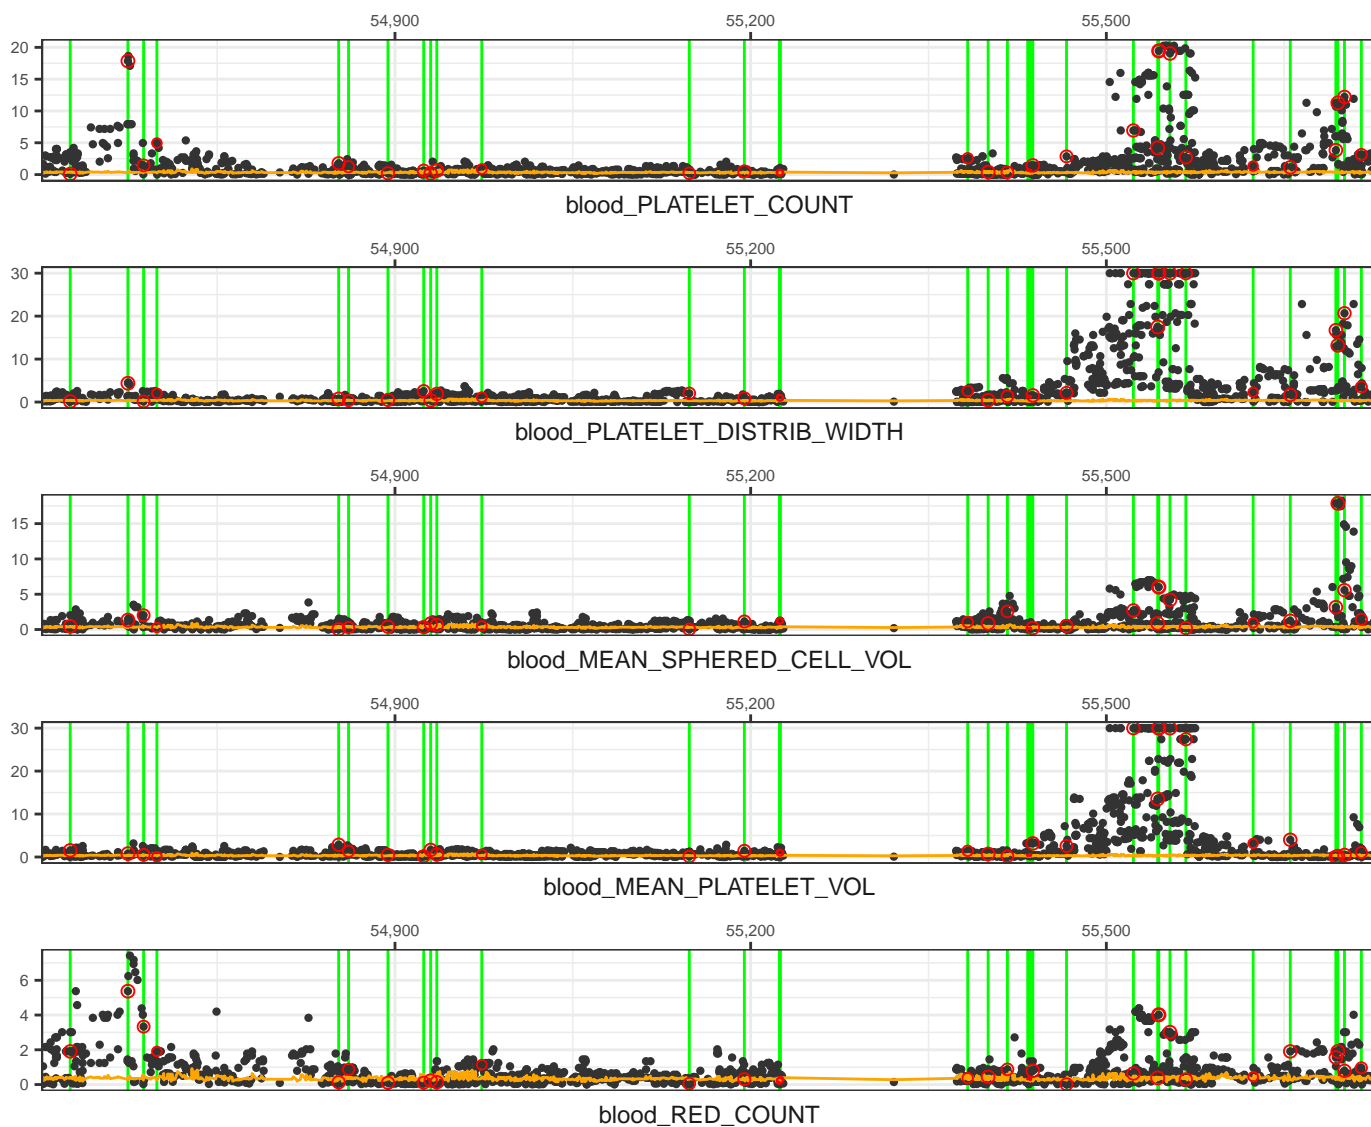 54,900 55,200 55,500
20
15
10
5
0
blood_PLATELET_COUNT
54,900 55,200 55,500
30
20
10
0
blood_PLATELET_DISTRIB_WIDTH
54,900 55,200 55,500
15
10
5
0
blood_MEAN_SPHERED_CELL_VOL
54,900 55,200 55,500
30
20
10
0
blood_MEAN_PLATELET_VOL
54,900 55,200 55,500
6
4
2
0
blood_RED_COUNT